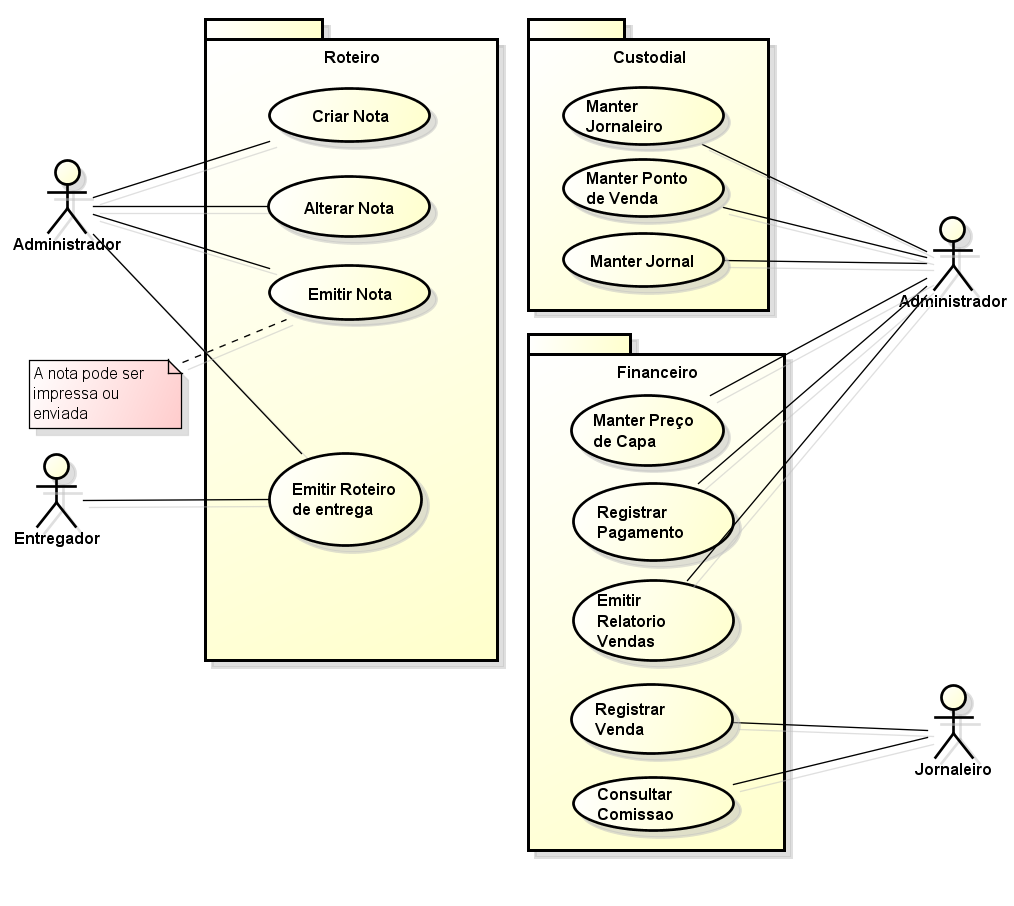 Roteiro
Criar Nota
Alterar Nota
Emitir Nota
Emitir Roteiro
de entrega
Administrador
A nota pode ser
impressa ou
enviada
Entregador
Custodial
Manter
Jornaleiro
Manter Ponto
de Venda
Manter Jornal
Administrador
Financeiro
Manter Preço
de Capa
Registrar
Pagamento
Emitir
Relatorio
Vendas
Registrar
Venda
Consultar
Comissao
Jornaleiro